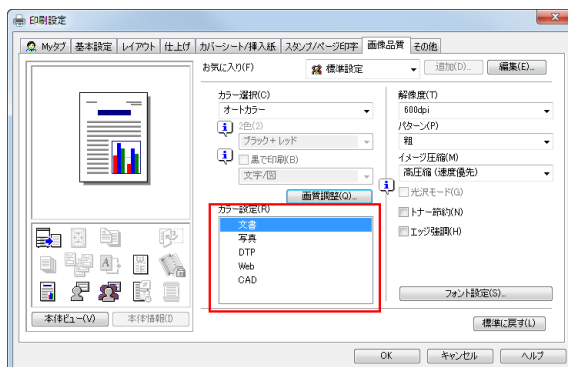 印刷設定
Myタブ 基本設定 レイアウト 仕上げ カバーシート/挿入紙 スタンプ/ページ印字 画像品質 その他
お気に入り(F) 標準設定 追加(D)... 編集(E)...
カラー選択(C)
オートカラー
2色(2)
ブラック+レッド
黒で印刷(B)
文字/図
画質調整(Q)...
カラー設定(R)
文書
写真
DTP
Web
CAD
解像度(T)
600dpi
パターン(P)
粗
イメージ圧縮(M)
高圧縮 (速度優先)
光沢モード(G)
トナー節約(N)
エッジ強調(H)
フォント設定(S)...
本体ビュー(V) 本体情報(I)
標準に戻す(L)
OK キャンセル ヘルプ